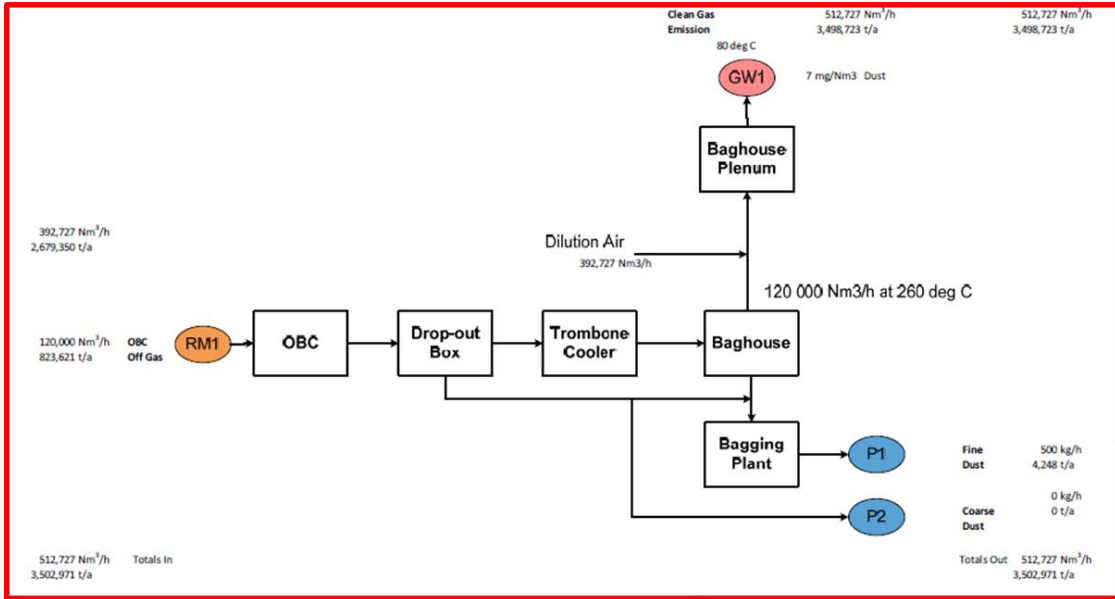 Clean Gas 512,727 Nm³/h 512,727 Nm³/h
Emission 3,498,723 t/a 3,498,723 t/a
80 deg C
GW1 7 mg/Nm3 Dust
Baghouse
Plenum
392,727 Nm³/h
2,679,350 t/a
Dilution Air
392,727 Nm3/h
120 000 Nm3/h at 260 deg C
120,000 Nm³/h OBC
823,621 t/a Off Gas
RM1
OBC
Drop-out
Box
Trombone
Cooler
Baghouse
Bagging
Plant
P1
Fine 500 kg/h
Dust 4,248 t/a
P2
0 kg/h
Coarse 0 t/a
Dust
512,727 Nm³/h Totals In
3,502,971 t/a
Totals Out 512,727 Nm³/h
3,502,971 t/a